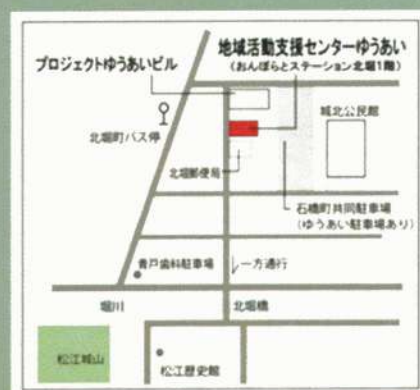 地域活動支援センターゆうあい
(おんぼらとステーション北堀1階)
プロジェクトゆうあいビル
城北公民館
北堀町バス停
北堀郵便局
石橋町共同駐車場
(ゆうあい駐車場あり)
青戸歯科駐車場
一方通行
堀川
北堀橋
松江城山
松江歴史館